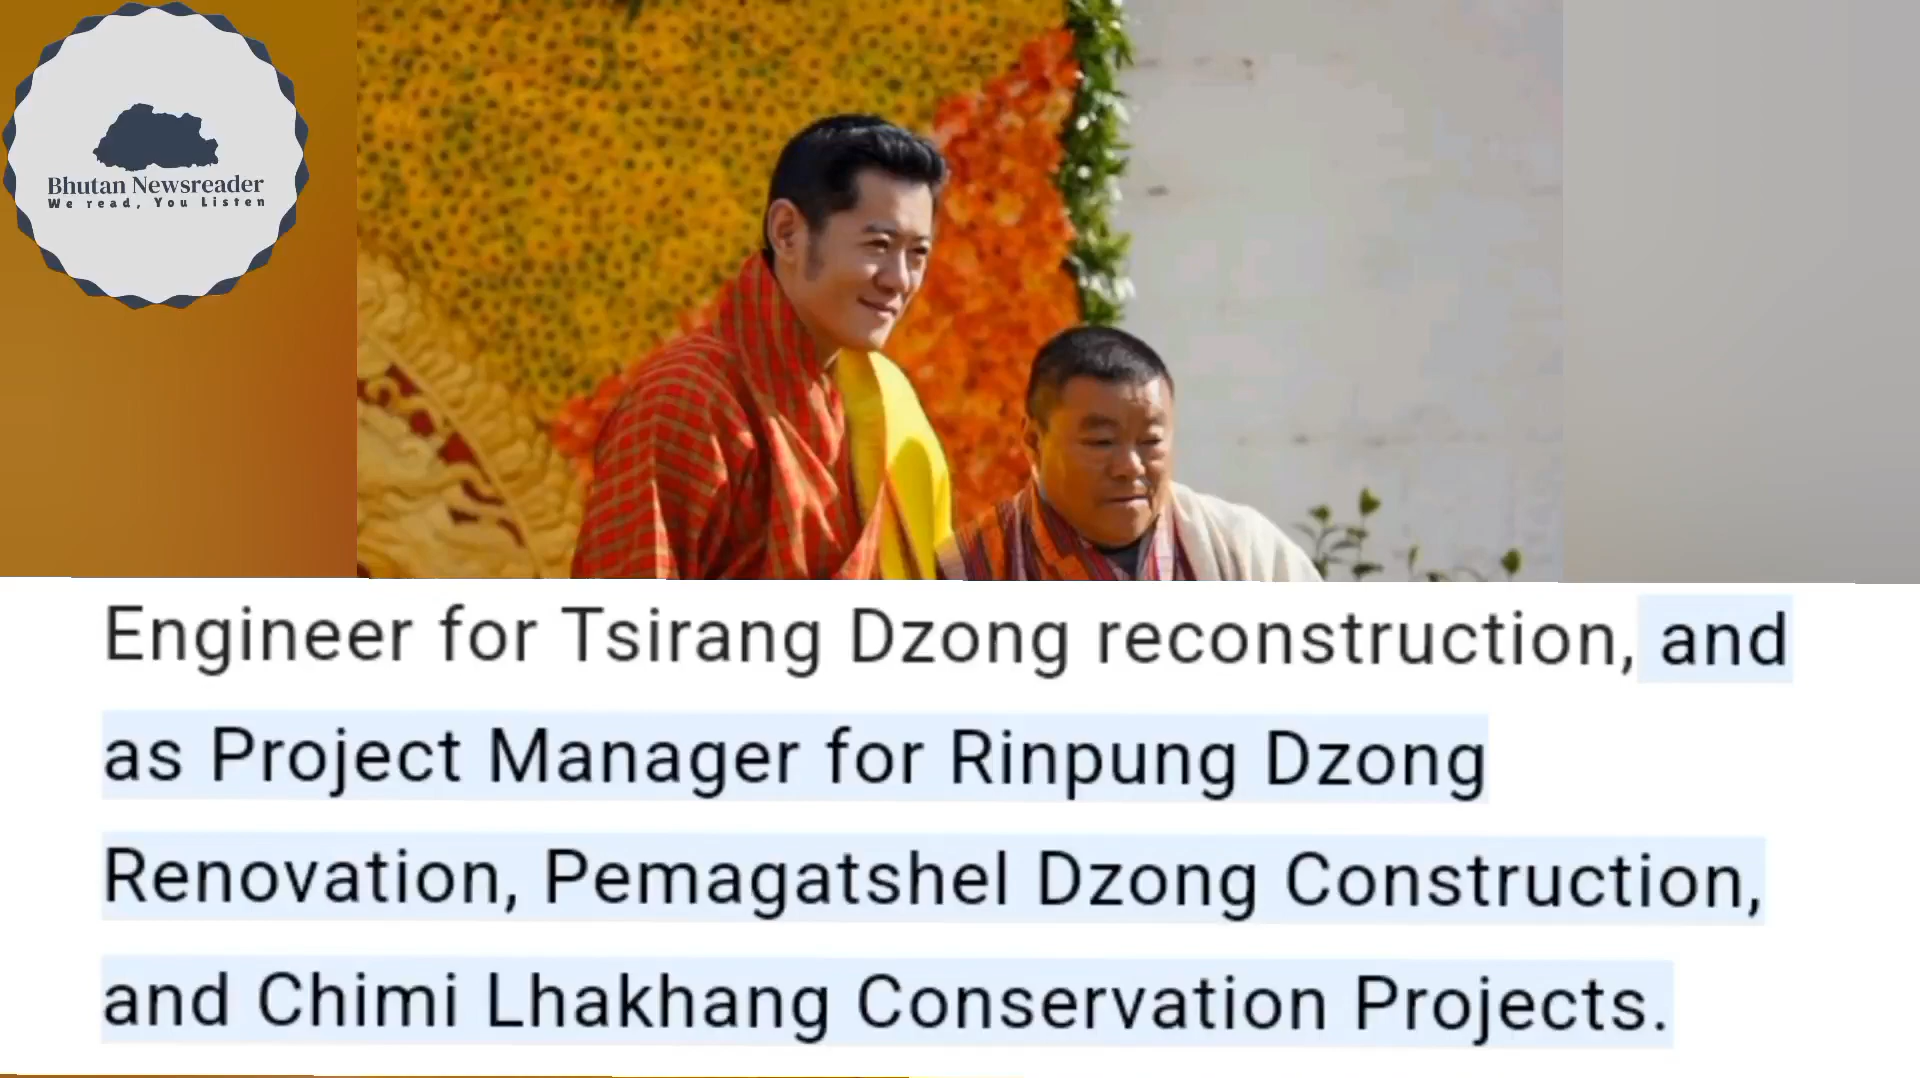 Bhutan Newsreader
We read, You Listen
Engineer for Tsirang Dzong reconstruction, and
as Project Manager for Rinpung Dzong
Renovation, Pemagatshel Dzong Construction,
and Chimi Lhakhang Conservation Projects.